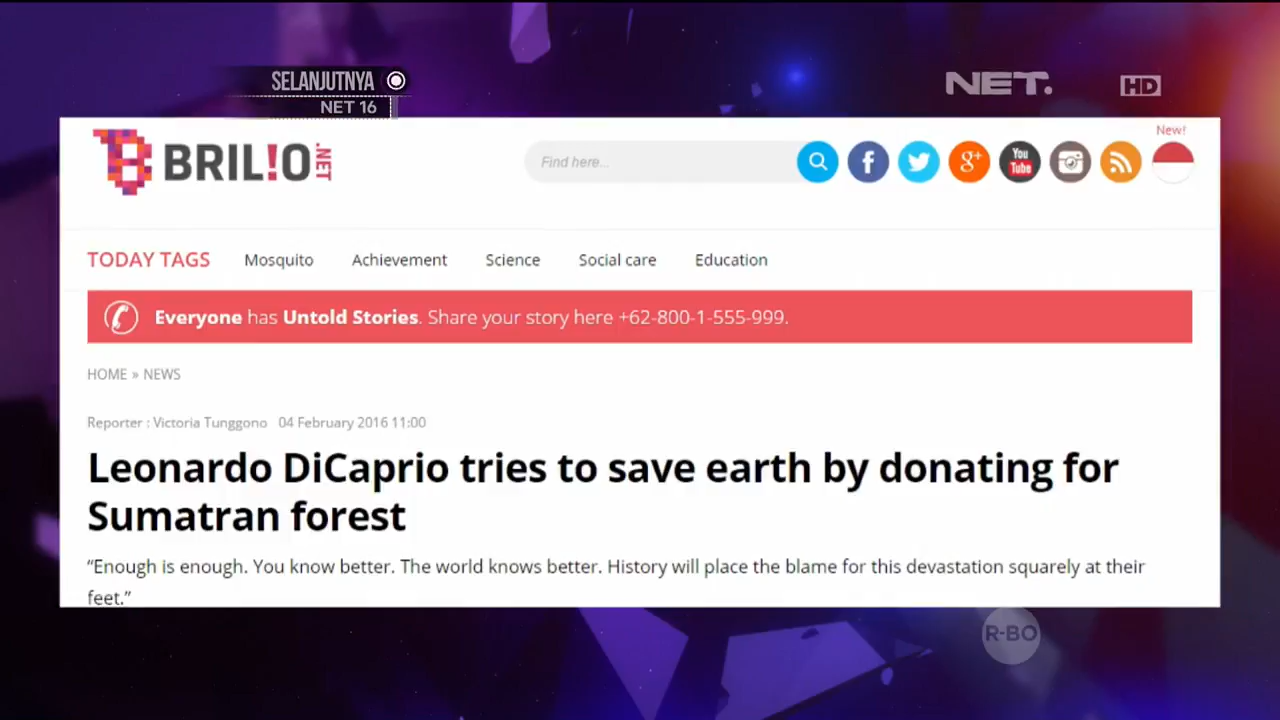 SELANJUTNYA
NET 16
NET.
HD
BRIL!O.NET
Find here...
f
g+
You Tube
New!
TODAY TAGS
Mosquito
Achievement
Science
Social care
Education
Everyone has Untold Stories. Share your story here +62-800-1-555-999.
HOME » NEWS
Reporter : Victoria Tunggono 04 February 2016 11:00
Leonardo DiCaprio tries to save earth by donating for
Sumatran forest
“Enough is enough. You know better. The world knows better. History will place the blame for this devastation squarely at their
feet.”
R-BO